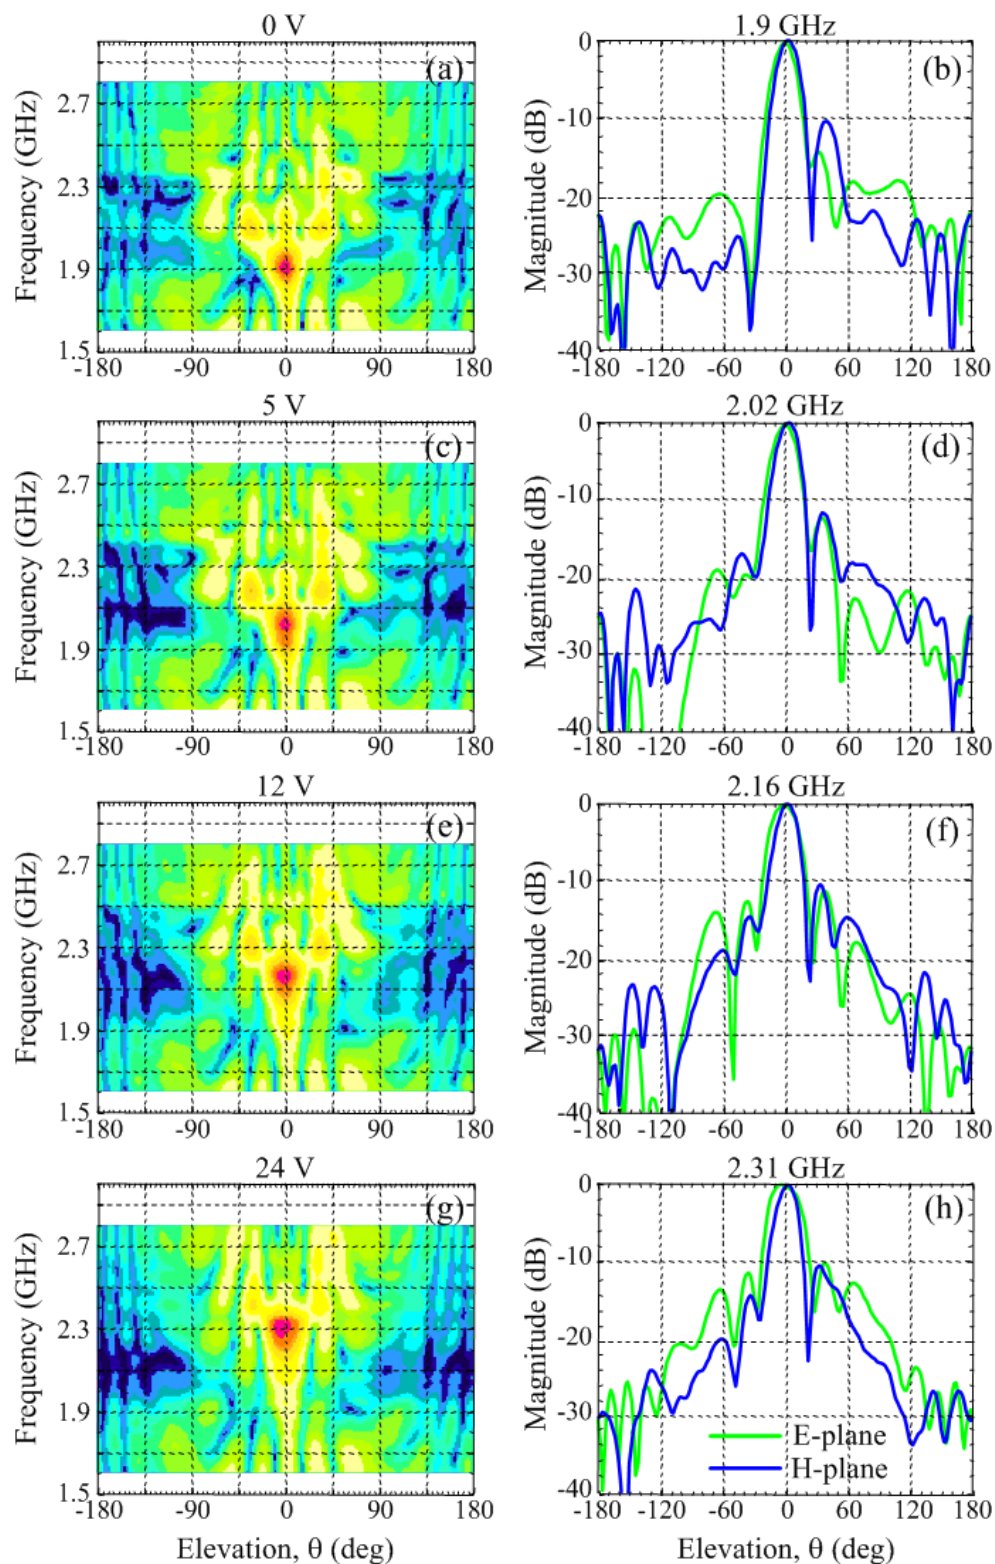 0 V
1.9 GHz
(a)
(b)
Frequency (GHz)
2.7
2.3
1.9
1.5
-180 -90 0 90 180
Magnitude (dB)
0
-10
-20
-30
-40
-180 -120 -60 0 60 120 180
5 V
2.02 GHz
(c)
(d)
Frequency (GHz)
2.7
2.3
1.9
1.5
-180 -90 0 90 180
Magnitude (dB)
0
-10
-20
-30
-40
-180 -120 -60 0 60 120 180
12 V
2.16 GHz
(e)
(f)
Frequency (GHz)
2.7
2.3
1.9
1.5
-180 -90 0 90 180
Magnitude (dB)
0
-10
-20
-30
-40
-180 -120 -60 0 60 120 180
24 V
2.31 GHz
(g)
(h)
Frequency (GHz)
2.7
2.3
1.9
1.5
-180 -90 0 90 180
Magnitude (dB)
0
-10
-20
-30
-40
E-plane
H-plane
-180 -120 -60 0 60 120 180
Elevation, θ (deg)
Elevation, θ (deg)